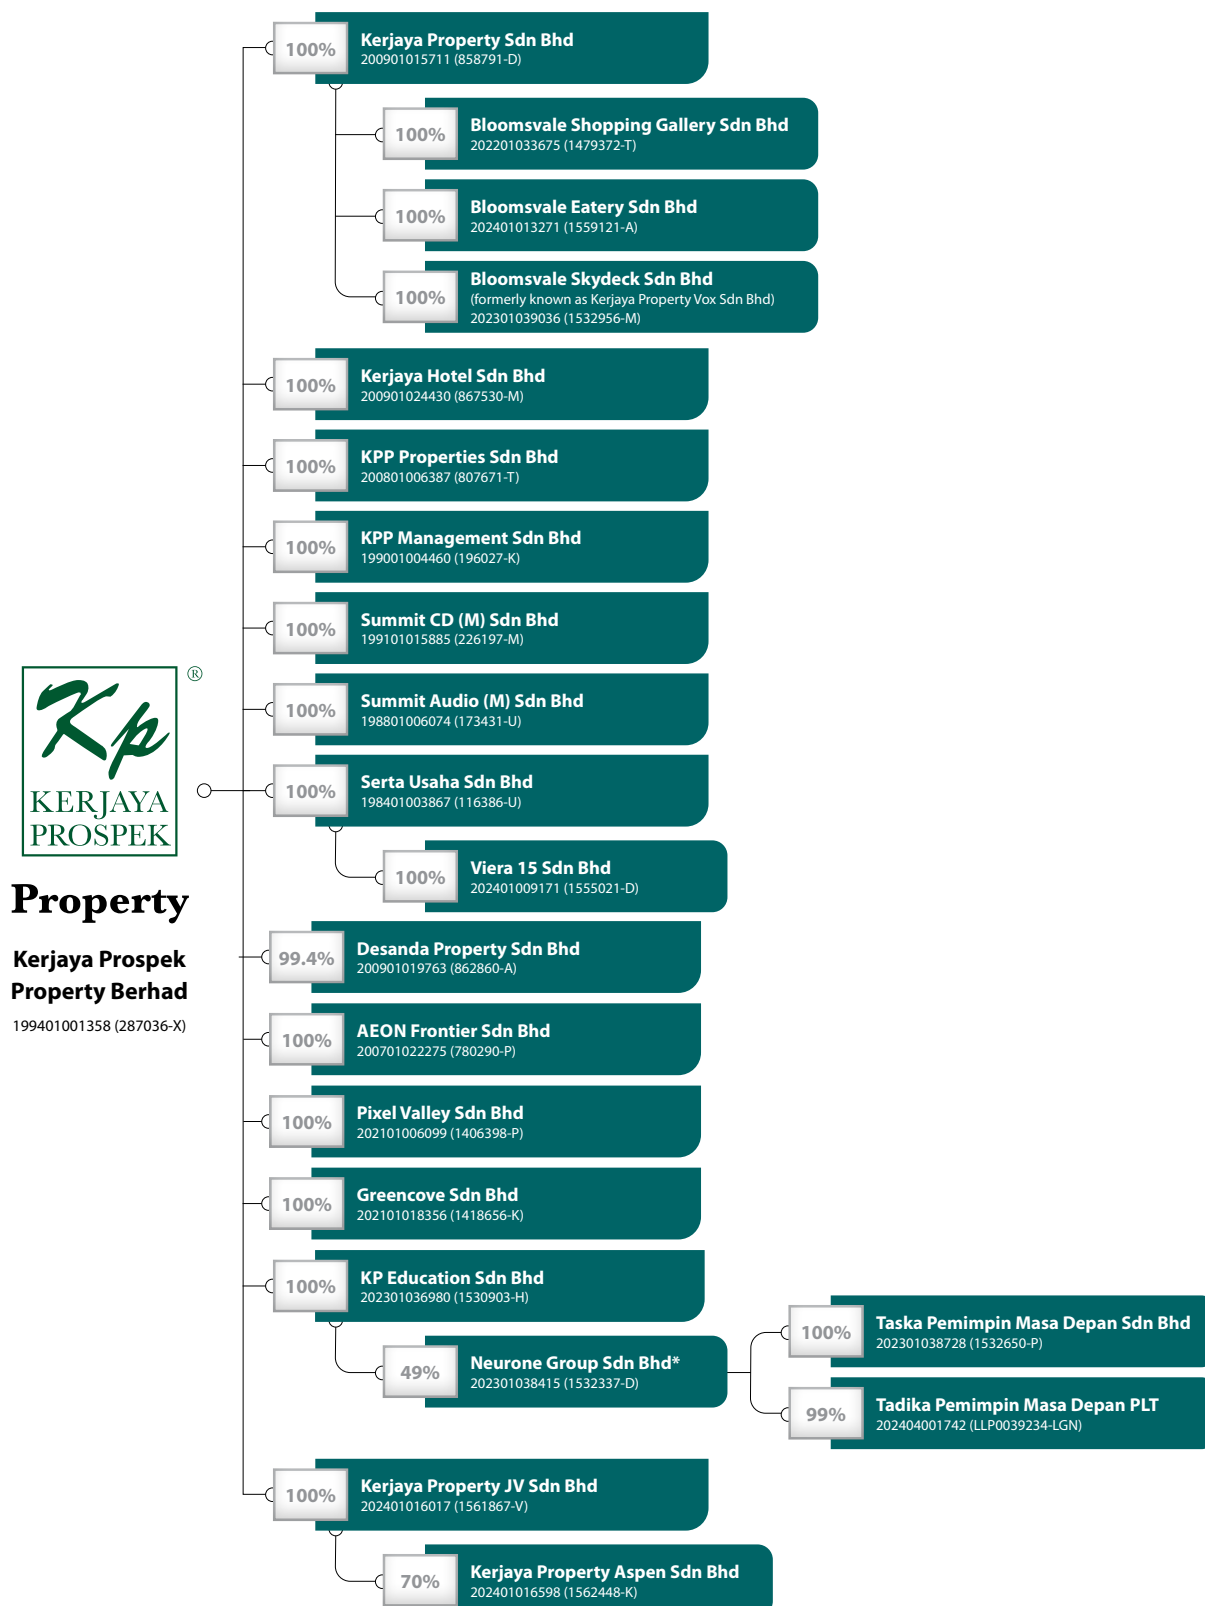 100%
Kerjaya Property Sdn Bhd
200901015711 (858791-D)
100%
Bloomsvale Shopping Gallery Sdn Bhd
202201033675 (1479372-T)
100%
Bloomsvale Eatery Sdn Bhd
202401013271 (1559121-A)
100%
Bloomsvale Skydeck Sdn Bhd
(formerly known as Kerjaya Property Vox Sdn Bhd)
202301039036 (1532956-M)
100%
Kerjaya Hotel Sdn Bhd
200901024430 (867530-M)
100%
KPP Properties Sdn Bhd
200801006387 (807671-T)
100%
KPP Management Sdn Bhd
199001004460 (196027-K)
100%
Summit CD (M) Sdn Bhd
199101015885 (226197-M)
100%
Summit Audio (M) Sdn Bhd
198801006074 (173431-U)
100%
Serta Usaha Sdn Bhd
198401003867 (116386-U)
100%
Viera 15 Sdn Bhd
202401009171 (1555021-D)
Kp ®
KERJAYA
PROSPEK
Property
Kerjaya Prospek
Property Berhad
199401001358 (287036-X)
99.4%
Desanda Property Sdn Bhd
200901019763 (862860-A)
100%
AEON Frontier Sdn Bhd
200701022275 (780290-P)
100%
Pixel Valley Sdn Bhd
202101006099 (1406398-P)
100%
Greencove Sdn Bhd
202101018356 (1418656-K)
100%
KP Education Sdn Bhd
202301036980 (1530903-H)
49%
Neurone Group Sdn Bhd*
202301038415 (1532337-D)
100%
Taska Pemimpin Masa Depan Sdn Bhd
202301038728 (1532650-P)
99%
Tadika Pemimpin Masa Depan PLT
202404001742 (LLP0039234-LGN)
100%
Kerjaya Property JV Sdn Bhd
202401016017 (1561867-V)
70%
Kerjaya Property Aspen Sdn Bhd
202401016598 (1562448-K)